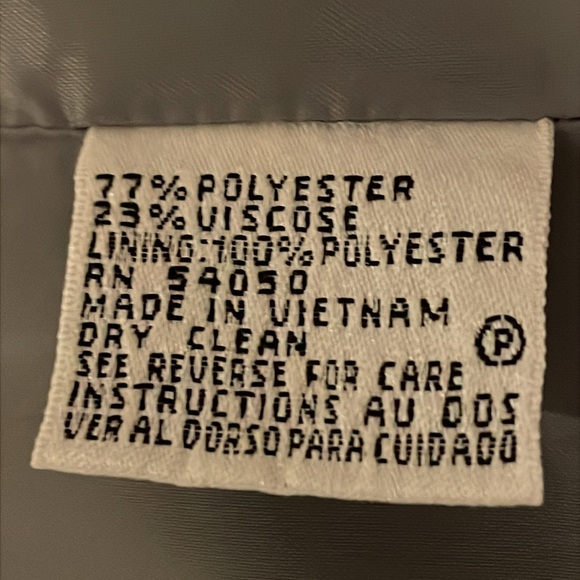 77% POLYESTER
23% VISCOSE
LINING:100% POLYESTER
RN 54050
MADE IN VIETNAM
DRY CLEAN
P
SEE REVERSE FOR CARE
INSTRUCTIONS AU DOS
VER AL DORSO PARA CUIDADO